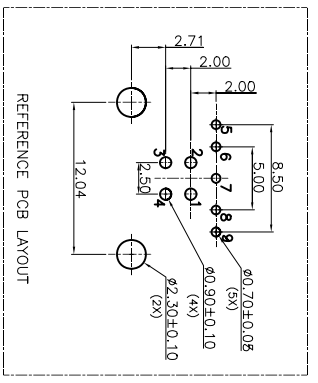 2.71
2.00
2.00
5
6
7
8
9
8.50
5.00
3
2
2.50
4
1
12.04
ø0.70±0.05
(5X)
ø0.90±0.10
(4X)
ø2.30±0.10
(2X)
REFERENCE PCB LAYOUT